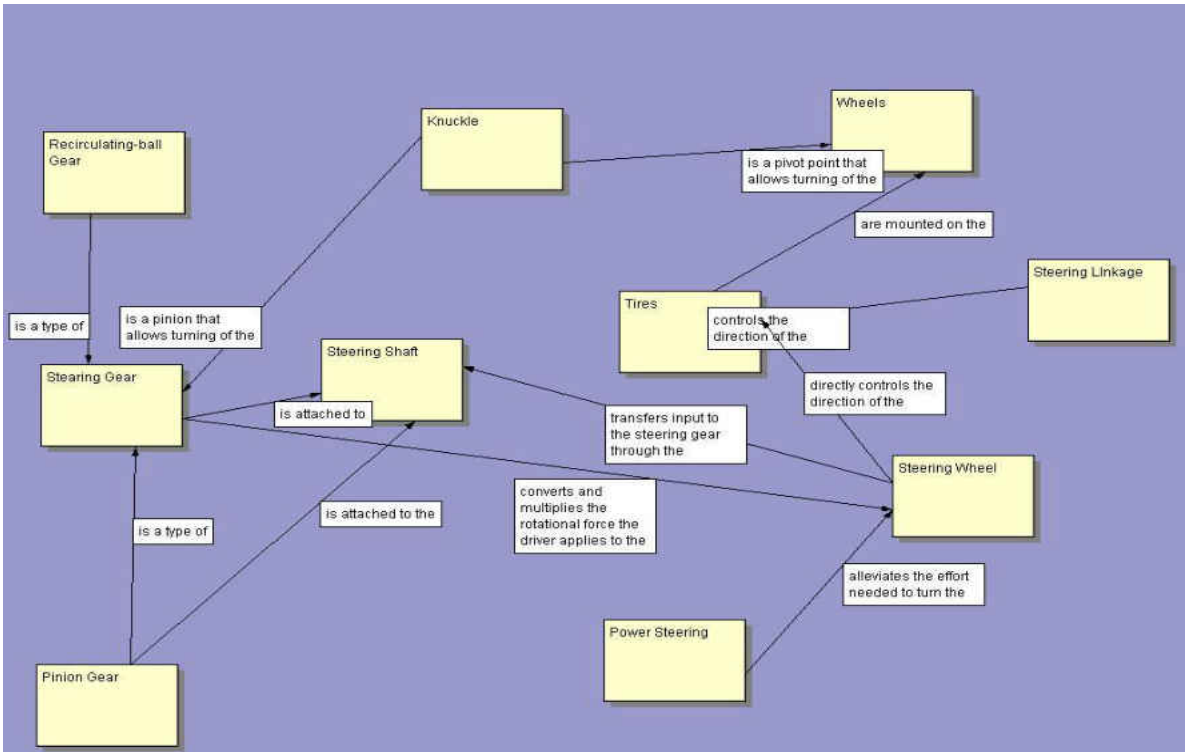 Wheels
Knuckle
Recirculating-ball
Gear
is a pivot point that
allows turning of the
are mounted on the
Steering LInkage
Tires
is a type of
is a pinion that
allows turning of the
controls the
direction of the
Steering Shaft
Stearing Gear
directly controls the
direction of the
is attached to
transfers input to
the steering gear
through the
Steering Wheel
converts and
multiplies the
rotational force the
driver applies to the
is attached to the
is a type of
alleviates the effort
needed to turn the
Power Steering
Pinion Gear